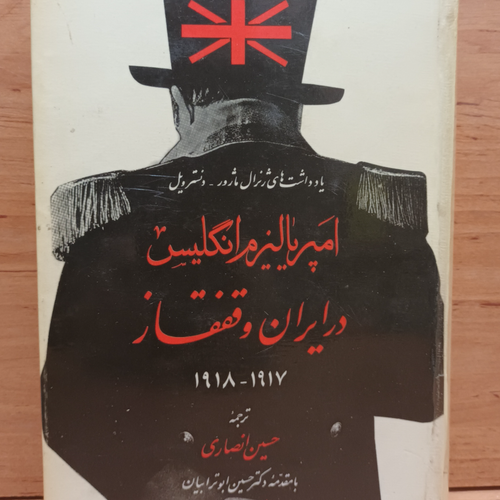 یادداشت‌های ژنرال ماژور - دنسترویل
امپریالیزم انگلیس
در ایران و قفقاز
۱۹۱۷ - ۱۹۱۸
ترجمهٔ
حسین انصاری
با مقدمه دکتر حسین ابوترابیان